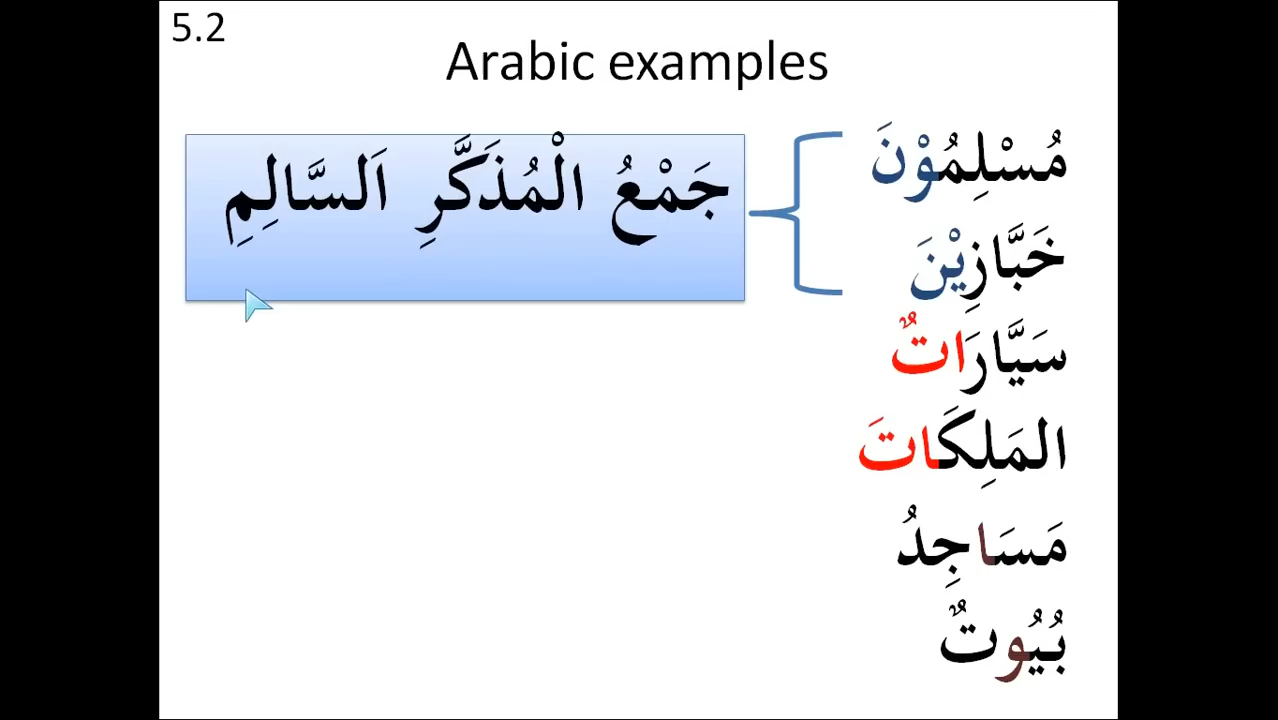 5.2
Arabic examples
جَمْعُ الْمُذَكَّرِ اَلسَّالِمِ
مُسْلِمُوْنَ
خَبَّازِيْنَ
سَيَّارَاتٌ
المَلِكَاتَ
مَسَاجِدُ
بُيُوتٌ